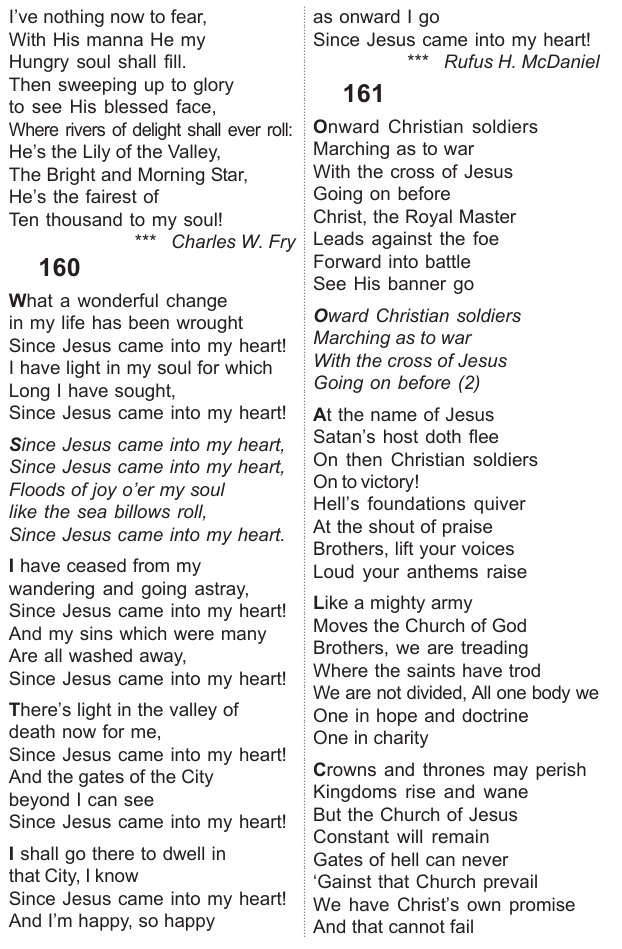 I've nothing now to fear,
With His manna He my
Hungry soul shall fill.
Then sweeping up to glory
to see His blessed face,
Where rivers of delight shall ever roll:
He's the Lily of the Valley,
The Bright and Morning Star,
He's the fairest of
Ten thousand to my soul!
*** Charles W. Fry
160
What a wonderful change
in my life has been wrought
Since Jesus came into my heart!
I have light in my soul for which
Long I have sought,
Since Jesus came into my heart!
Since Jesus came into my heart,
Since Jesus came into my heart,
Floods of joy o'er my soul
like the sea billows roll,
Since Jesus came into my heart.
I have ceased from my
wandering and going astray,
Since Jesus came into my heart!
And my sins which were many
Are all washed away,
Since Jesus came into my heart!
There's light in the valley of
death now for me,
Since Jesus came into my heart!
And the gates of the City
beyond I can see
Since Jesus came into my heart!
I shall go there to dwell in
that City, I know
Since Jesus came into my heart!
And I'm happy, so happy
as onward I go
Since Jesus came into my heart!
*** Rufus H. McDaniel
161
Onward Christian soldiers
Marching as to war
With the cross of Jesus
Going on before
Christ, the Royal Master
Leads against the foe
Forward into battle
See His banner go
Oward Christian soldiers
Marching as to war
With the cross of Jesus
Going on before (2)
At the name of Jesus
Satan's host doth flee
On then Christian soldiers
On to victory!
Hell's foundations quiver
At the shout of praise
Brothers, lift your voices
Loud your anthems raise
Like a mighty army
Moves the Church of God
Brothers, we are treading
Where the saints have trod
We are not divided, All one body we
One in hope and doctrine
One in charity
Crowns and thrones may perish
Kingdoms rise and wane
But the Church of Jesus
Constant will remain
Gates of hell can never
‘Gainst that Church prevail
We have Christ's own promise
And that cannot fail